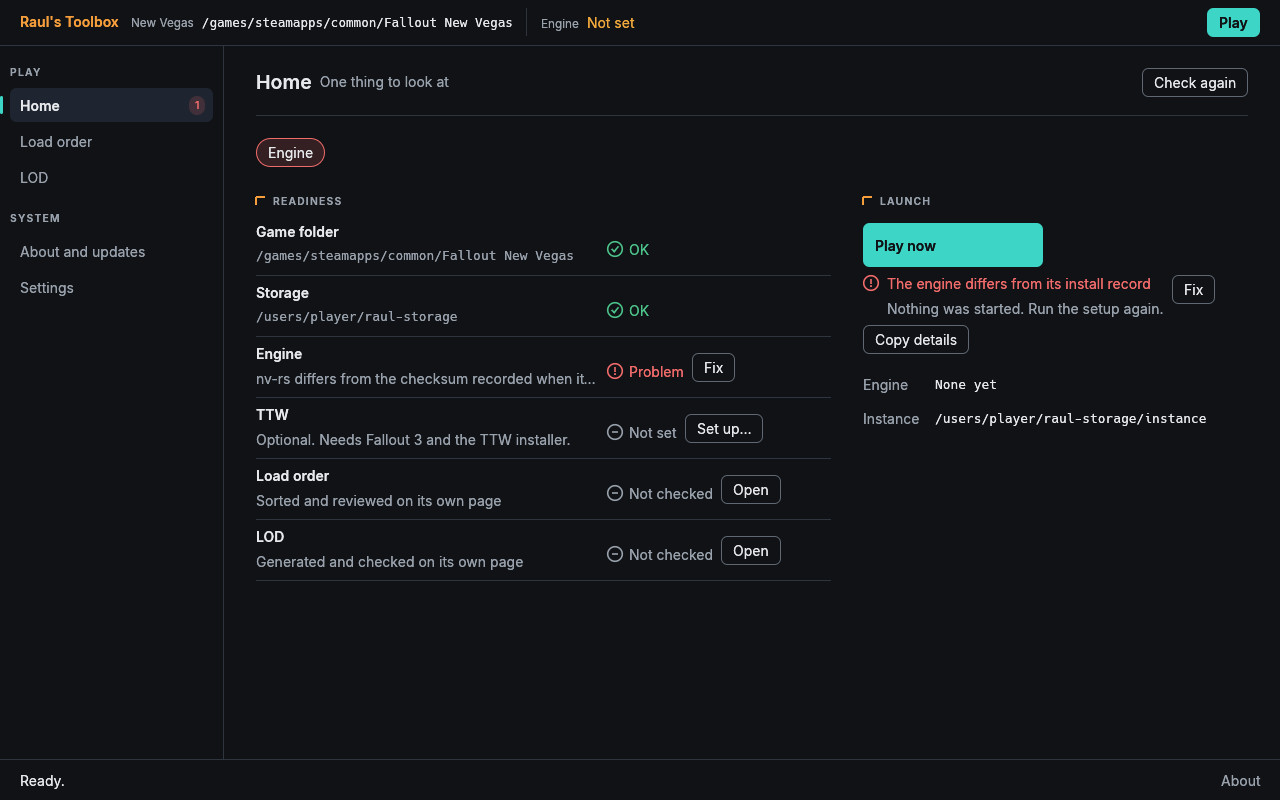 Raul's Toolbox New Vegas /games/steamapps/common/Fallout New Vegas Engine Not set Play
PLAY
Home 1
Load order
LOD
SYSTEM
About and updates
Settings
Home One thing to look at Check again
Engine
READINESS
Game folder
/games/steamapps/common/Fallout New Vegas
OK
Storage
/users/player/raul-storage
OK
Engine
nv-rs differs from the checksum recorded when it...
Problem Fix
TTW
Optional. Needs Fallout 3 and the TTW installer.
Not set Set up...
Load order
Sorted and reviewed on its own page
Not checked Open
LOD
Generated and checked on its own page
Not checked Open
LAUNCH
Play now
The engine differs from its install record
Nothing was started. Run the setup again.
Fix
Copy details
Engine None yet
Instance /users/player/raul-storage/instance
Ready. About